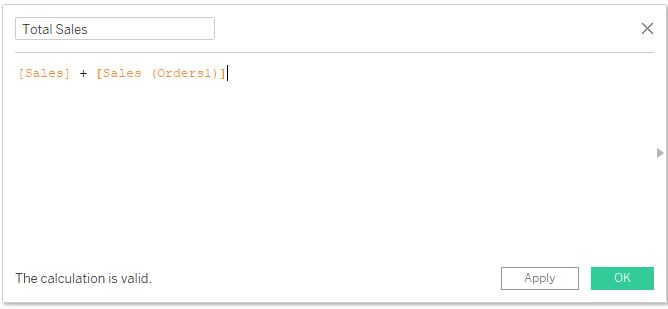 Total Sales
[Sales] + [Sales (Orders1)]
The calculation is valid.
Apply
OK